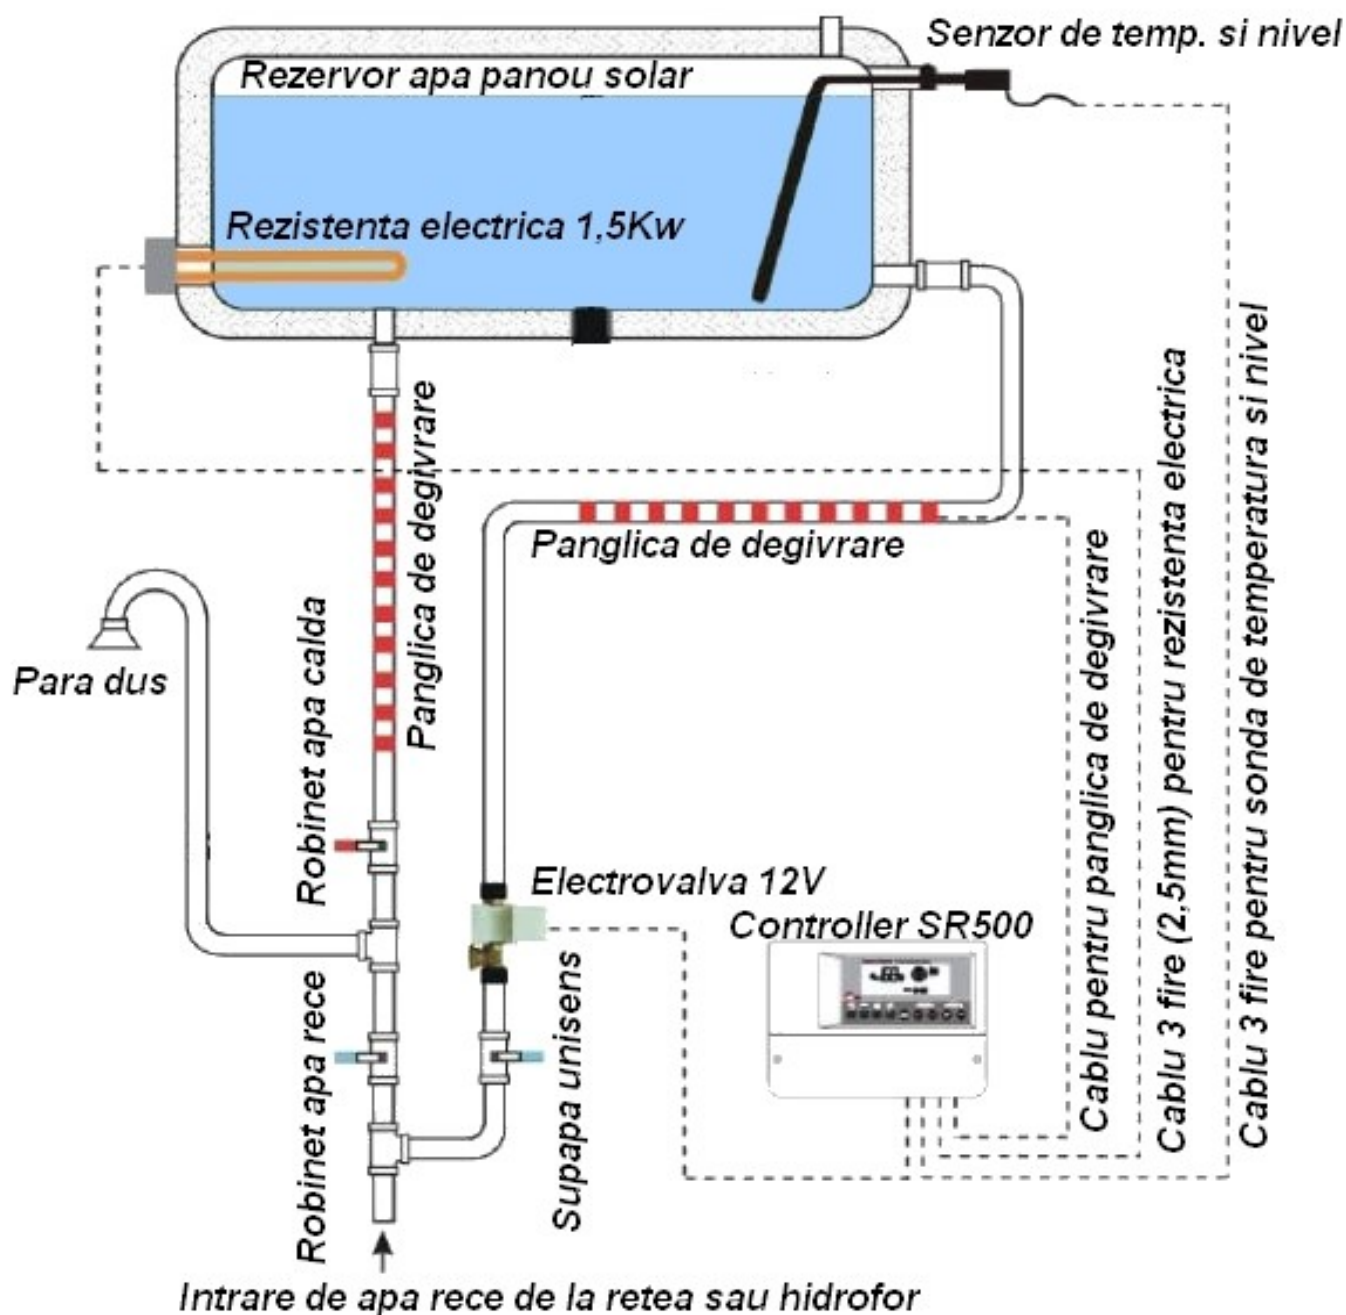 Senzor de temp. si nivel
Rezervor apa panou solar
Rezistenta electrica 1,5Kw
Panglica de degivrare
Panglica de degivrare
Para dus
Robinet apa calda
Electrovalva 12V
Controller SR500
Robinet apa rece
Supapa unisens
Cablu pentru panglica de degivrare
Cablu 3 fire (2,5mm) pentru rezistenta electrica
Cablu 3 fire pentru sonda de temperatura si nivel
Intrare de apa rece de la retea sau hidrofor